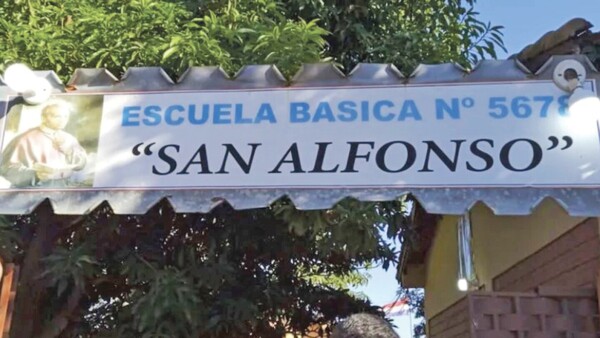 ESCUELA BASICA Nº 5678
“SAN ALFONSO”